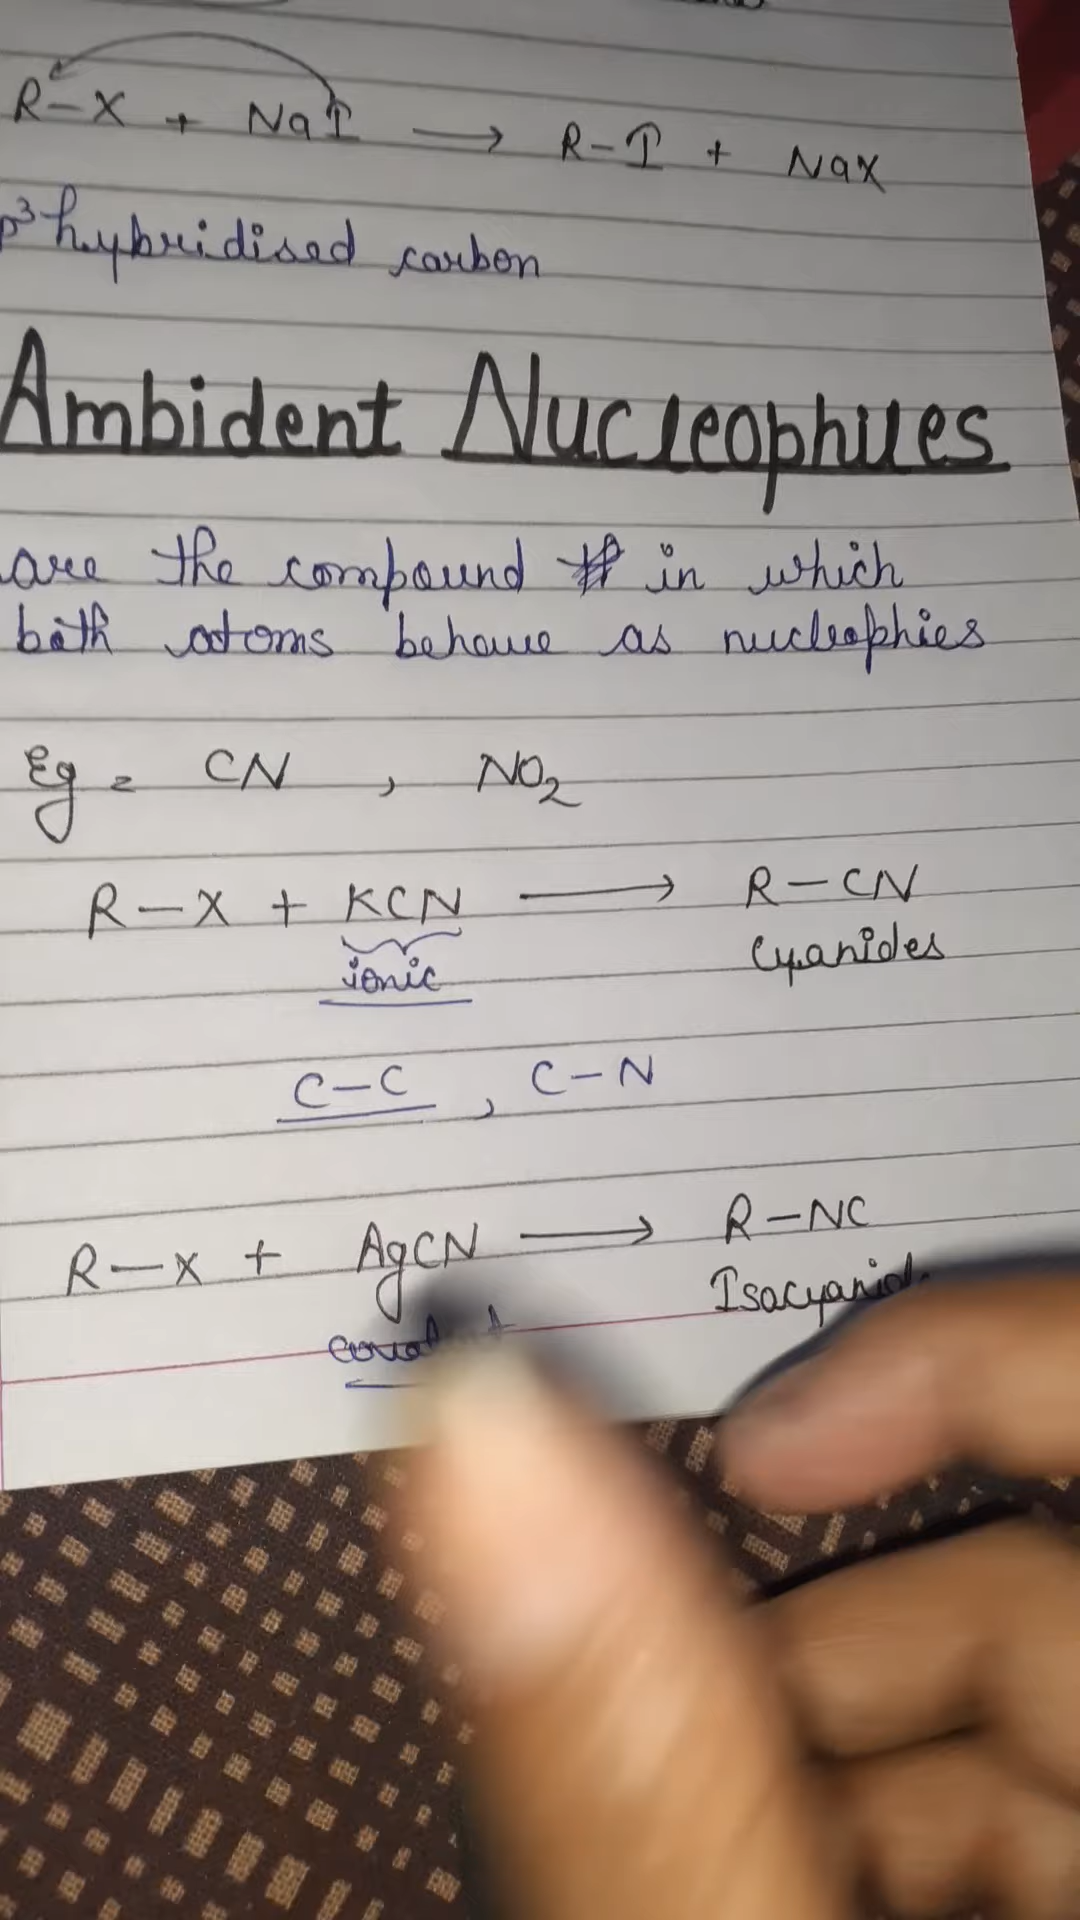 R-X + NaI ⟶ R-I + NaX
p³ hybridised carbon
Ambident Nucleophiles
are the compound in which
both atoms behave as nucleophies
Eg = CN , NO₂
R-X + KCN ⟶ R-CN
ionic Cyanides
C-C , C-N
R-X + AgCN ⟶ R-NC